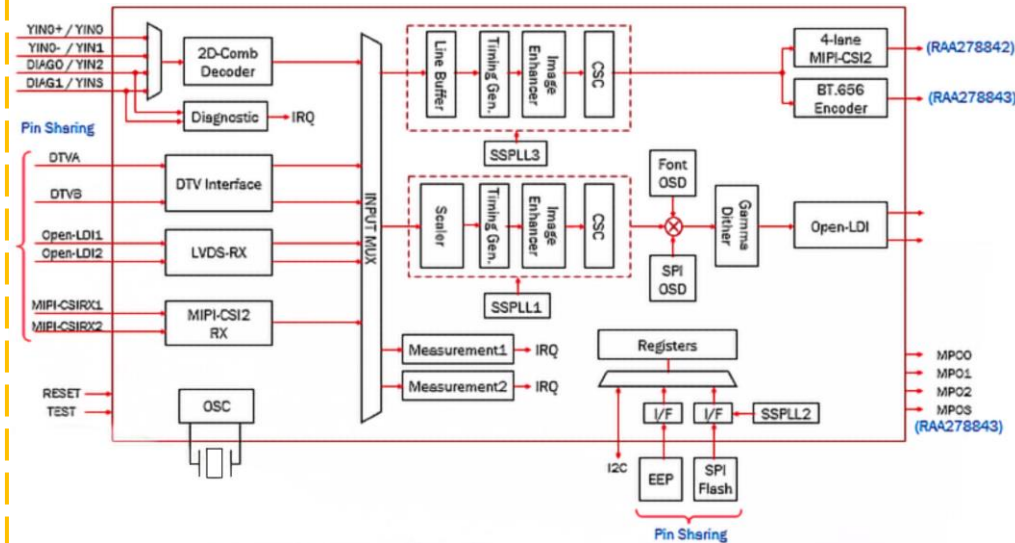 YIN0+ / YIN0
YIN0- / YIN1
DIAG0 / YIN2
DIAG1 / YIN3
2D-Comb
Decoder
Diagnostic
IRQ
Pin Sharing
DTVA
DTVB
DTV Interface
Open-LDI1
Open-LDI2
LVDS-RX
MIPI-CSIRX1
MIPI-CSIRX2
MIPI-CSI2
RX
RESET
TEST
OSC
INPUT MUX
Line Buffer
Timing Gen.
Image
Enhancer
CSC
SSPLL3
4-lane
MIPI-CSI2
(RAA278842)
BT.656
Encoder
(RAA278843)
Scaler
Timing Gen.
Image
Enhancer
CSC
SSPLL1
Font
OSD
SPI
OSD
Gamma
Dither
Open-LDI
Measurement1
IRQ
Measurement2
IRQ
Registers
I/F
I/F
SSPLL2
I2C
EEP
SPI
Flash
Pin Sharing
MPO0
MPO1
MPO2
MPO3
(RAA278843)